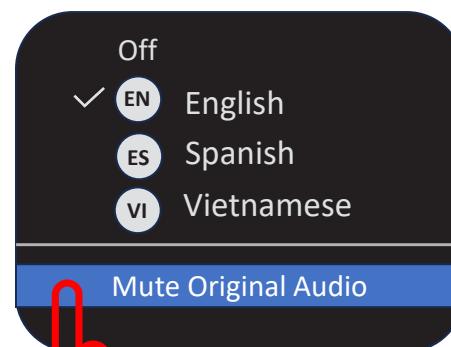 Off
EN English
ES Spanish
VI Vietnamese
Mute Original Audio